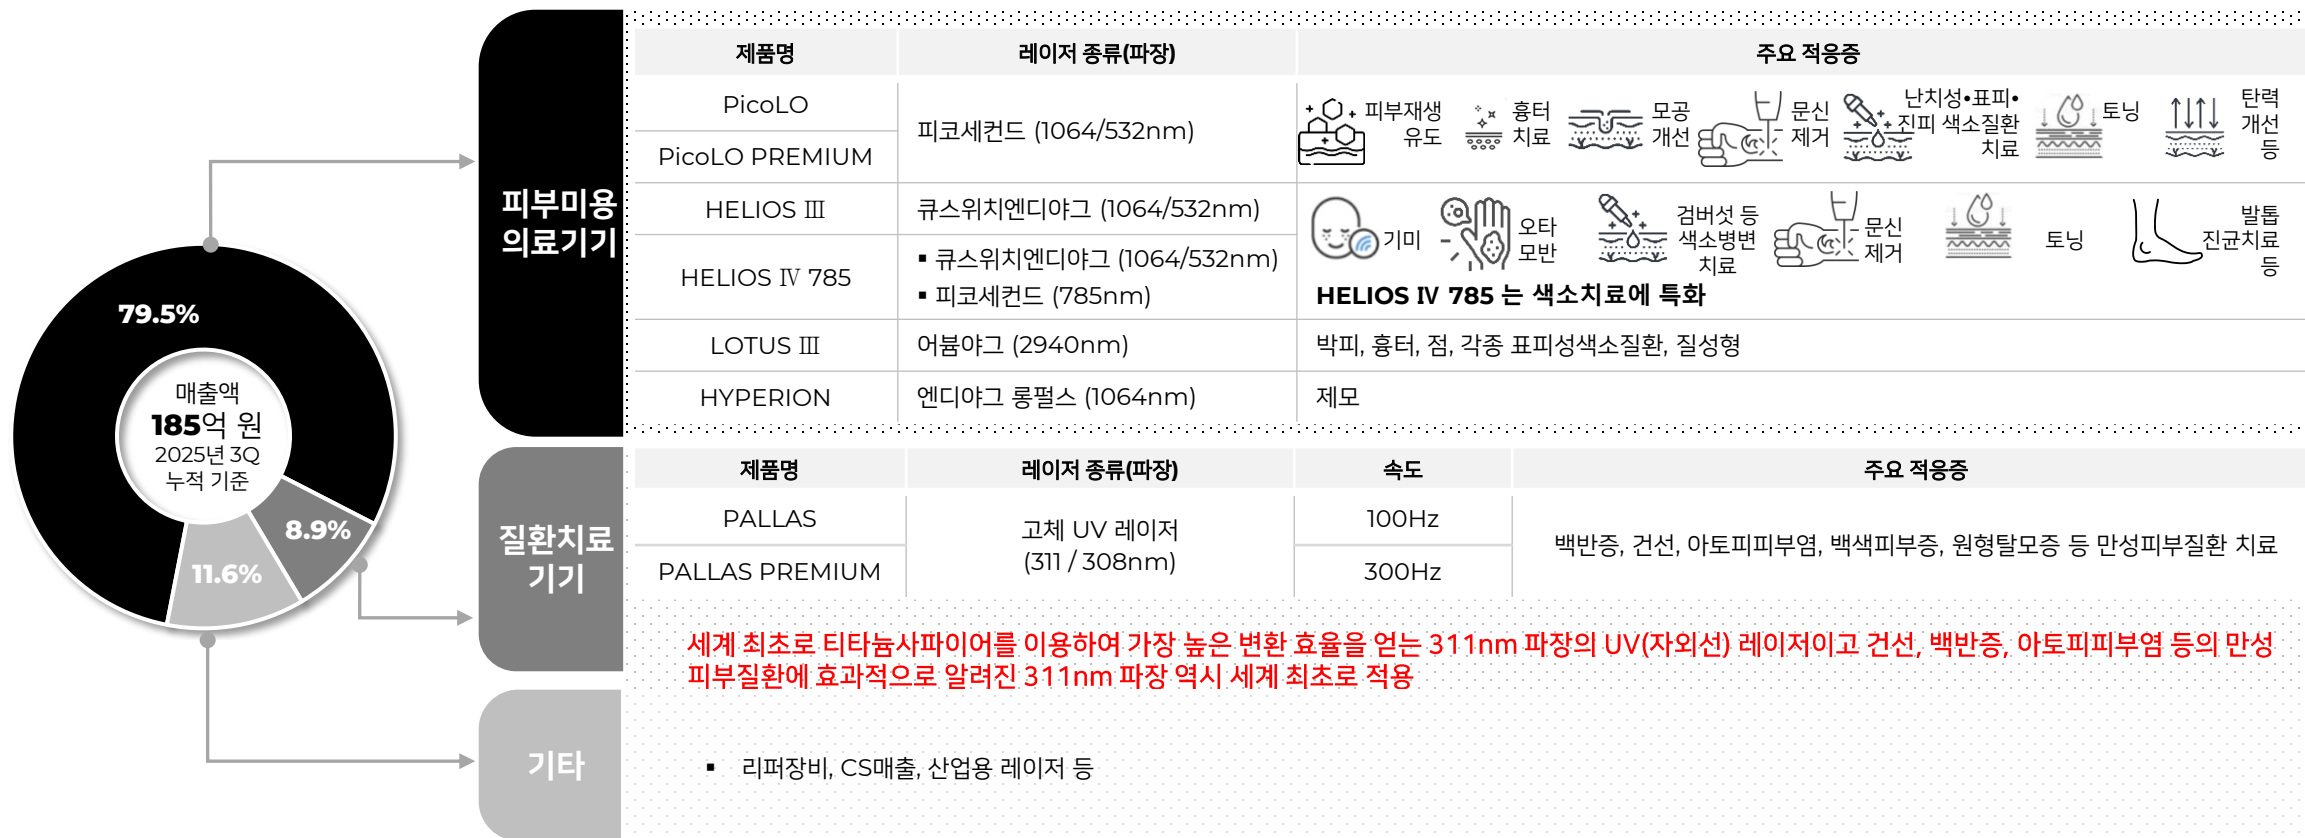 79.5%
8.9%
11.6%
매출액
185억 원
2025년 3Q
누적 기준
피부미용
의료기기
제품명 레이저 종류(파장) 주요 적응증
PicoLO
PicoLO PREMIUM
피코세컨드 (1064/532nm)
피부재생
유도
흉터
치료
모공
개선
문신
제거
난치성•표피•
진피 색소질환
치료
토닝
탄력
개선
등
HELIOS Ⅲ
큐스위치엔디야그 (1064/532nm)
HELIOS Ⅳ 785
▪ 큐스위치엔디야그 (1064/532nm)
▪ 피코세컨드 (785nm)
기미
오타
모반
검버섯 등
색소병변
치료
문신
제거
토닝
발톱
진균치료
등
HELIOS Ⅳ 785 는 색소치료에 특화
LOTUS Ⅲ
어븀야그 (2940nm)
박피, 흉터, 점, 각종 표피성색소질환, 질성형
HYPERION
엔디야그 롱펄스 (1064nm)
제모
질환치료
기기
제품명 레이저 종류(파장) 속도 주요 적응증
PALLAS
PALLAS PREMIUM
고체 UV 레이저
(311 / 308nm)
100Hz
300Hz
백반증, 건선, 아토피피부염, 백색피부증, 원형탈모증 등 만성피부질환 치료
세계 최초로 티타늄사파이어를 이용하여 가장 높은 변환 효율을 얻는 311nm 파장의 UV(자외선) 레이저이고 건선, 백반증, 아토피피부염 등의 만성
피부질환에 효과적으로 알려진 311nm 파장 역시 세계 최초로 적용
기타
▪ 리퍼장비, CS매출, 산업용 레이저 등